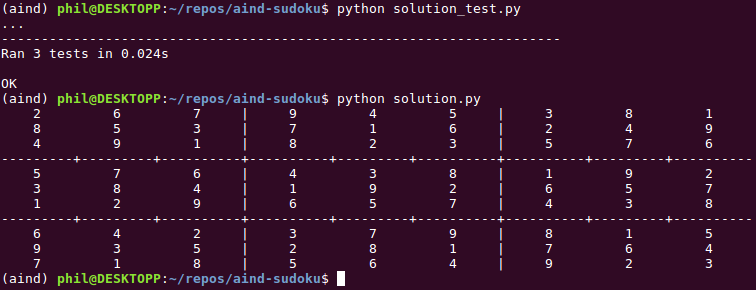 (aind) phil@DESKTOPP:~/repos/aind-sudoku$ python solution_test.py
...
----------------------------------------------------------------------
Ran 3 tests in 0.024s
OK
(aind) phil@DESKTOPP:~/repos/aind-sudoku$ python solution.py
2 6 7 | 9 4 5 | 3 8 1
8 5 3 | 7 1 6 | 2 4 9
4 9 1 | 8 2 3 | 5 7 6
---------+---------+---------+---------+---------+---------+---------+---------+---------
5 7 6 | 4 3 8 | 1 9 2
3 8 4 | 1 9 2 | 6 5 7
1 2 9 | 6 5 7 | 4 3 8
---------+---------+---------+---------+---------+---------+---------+---------+---------
6 4 2 | 3 7 9 | 8 1 5
9 3 5 | 2 8 1 | 7 6 4
7 1 8 | 5 6 4 | 9 2 3
(aind) phil@DESKTOPP:~/repos/aind-sudoku$